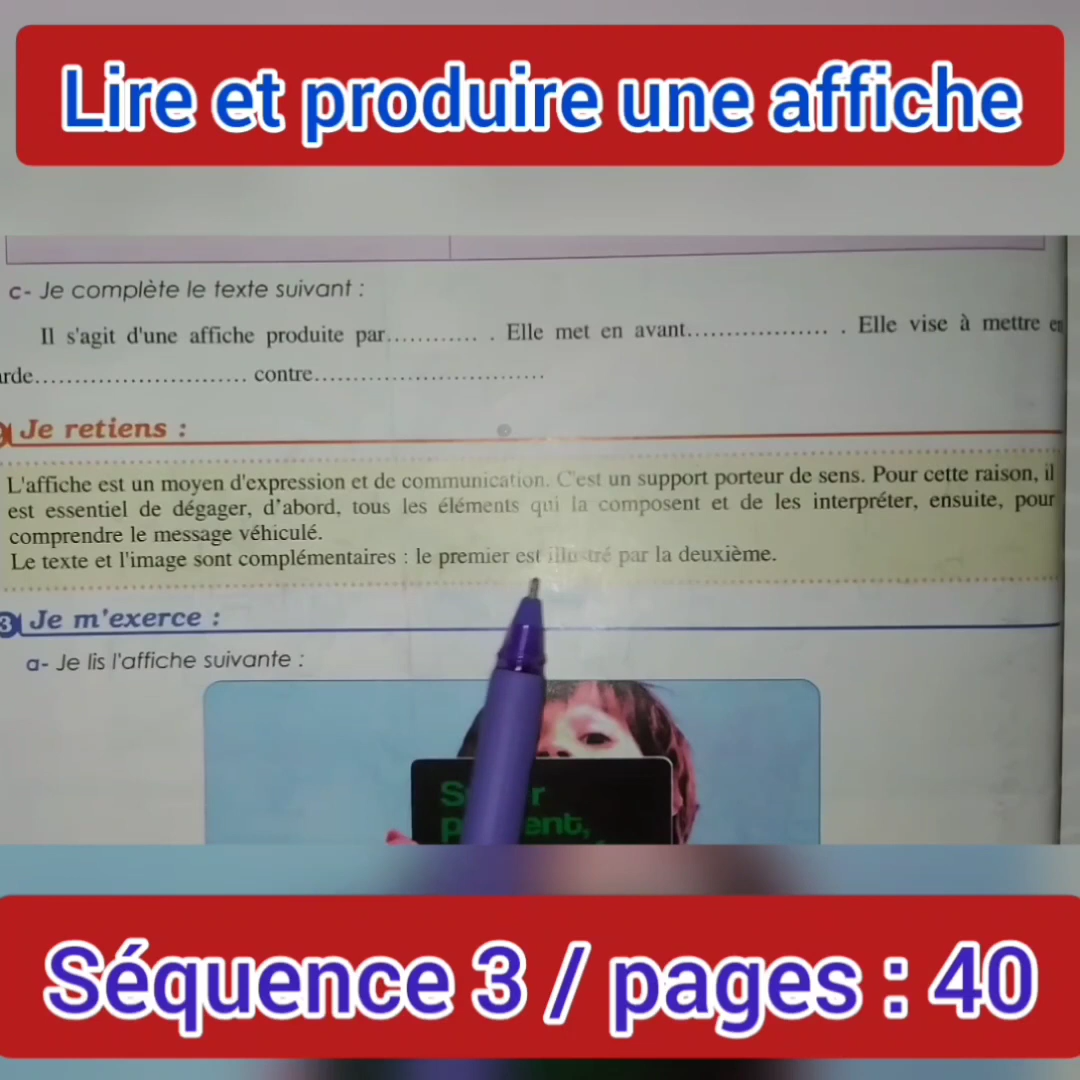 Lire et produire une affiche
c- Je complète le texte suivant :
Il s'agit d'une affiche produite par............ . Elle met en avant.................. . Elle vise à mettre
........................... contre.............................
Je retiens :
L'affiche est un moyen d'expression et de communication. C'est un support porteur de sens. Pour cette raison, il
est essentiel de dégager, d'abord, tous les éléments qui la composent et de les interpréter, ensuite, pour
comprendre le message véhiculé.
Le texte et l'image sont complémentaires : le premier est illustré par la deuxième.
3 Je m'exerce :
a- Je lis l'affiche suivante :
Séquence 3 / pages : 40